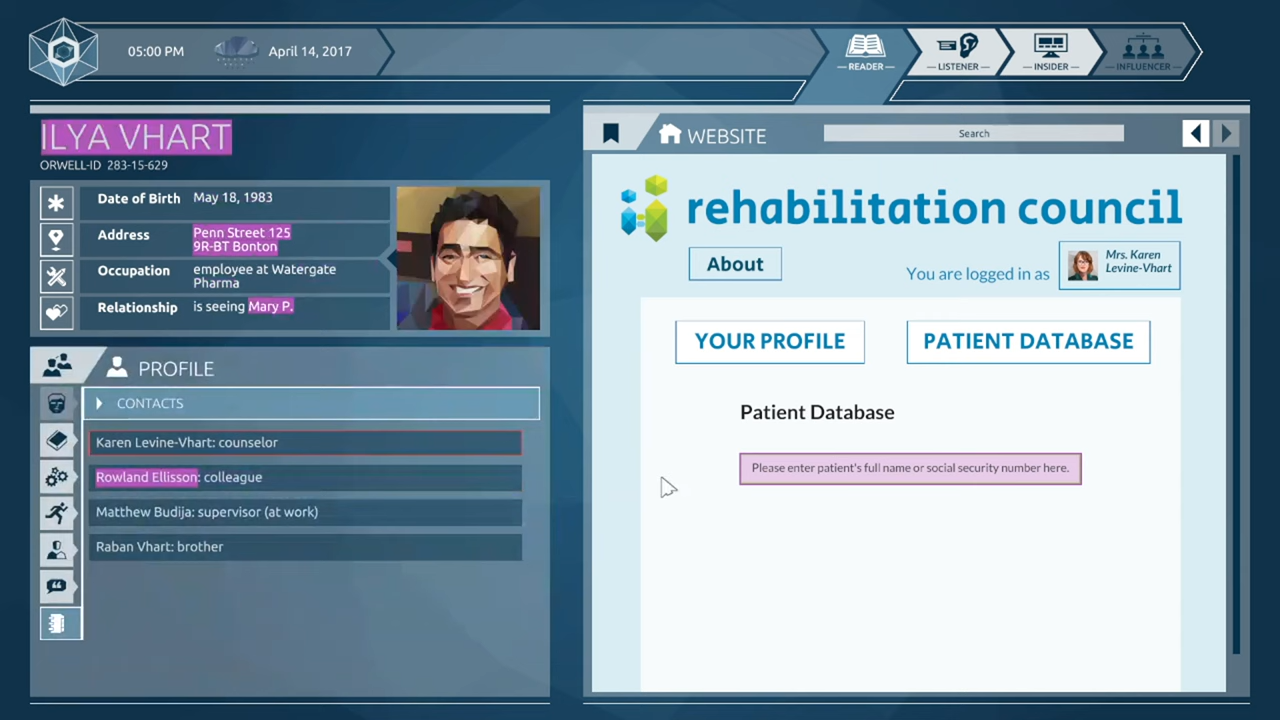 05:00 PM
April 14, 2017
READER
LISTENER
INSIDER
INFLUENCER
ILYA VHART
ORWELL-ID 283-15-629
Date of Birth May 18, 1983
Address Penn Street 125
9R-BT Bonton
Occupation employee at Watergate
Pharma
Relationship is seeing Mary P.
PROFILE
CONTACTS
Karen Levine-Vhart: counselor
Rowland Ellisson: colleague
Matthew Budija: supervisor (at work)
Raban Vhart: brother
WEBSITE
Search
rehabilitation council
About
You are logged in as
Mrs. Karen
Levine-Vhart
YOUR PROFILE
PATIENT DATABASE
Patient Database
Please enter patient's full name or social security number here.